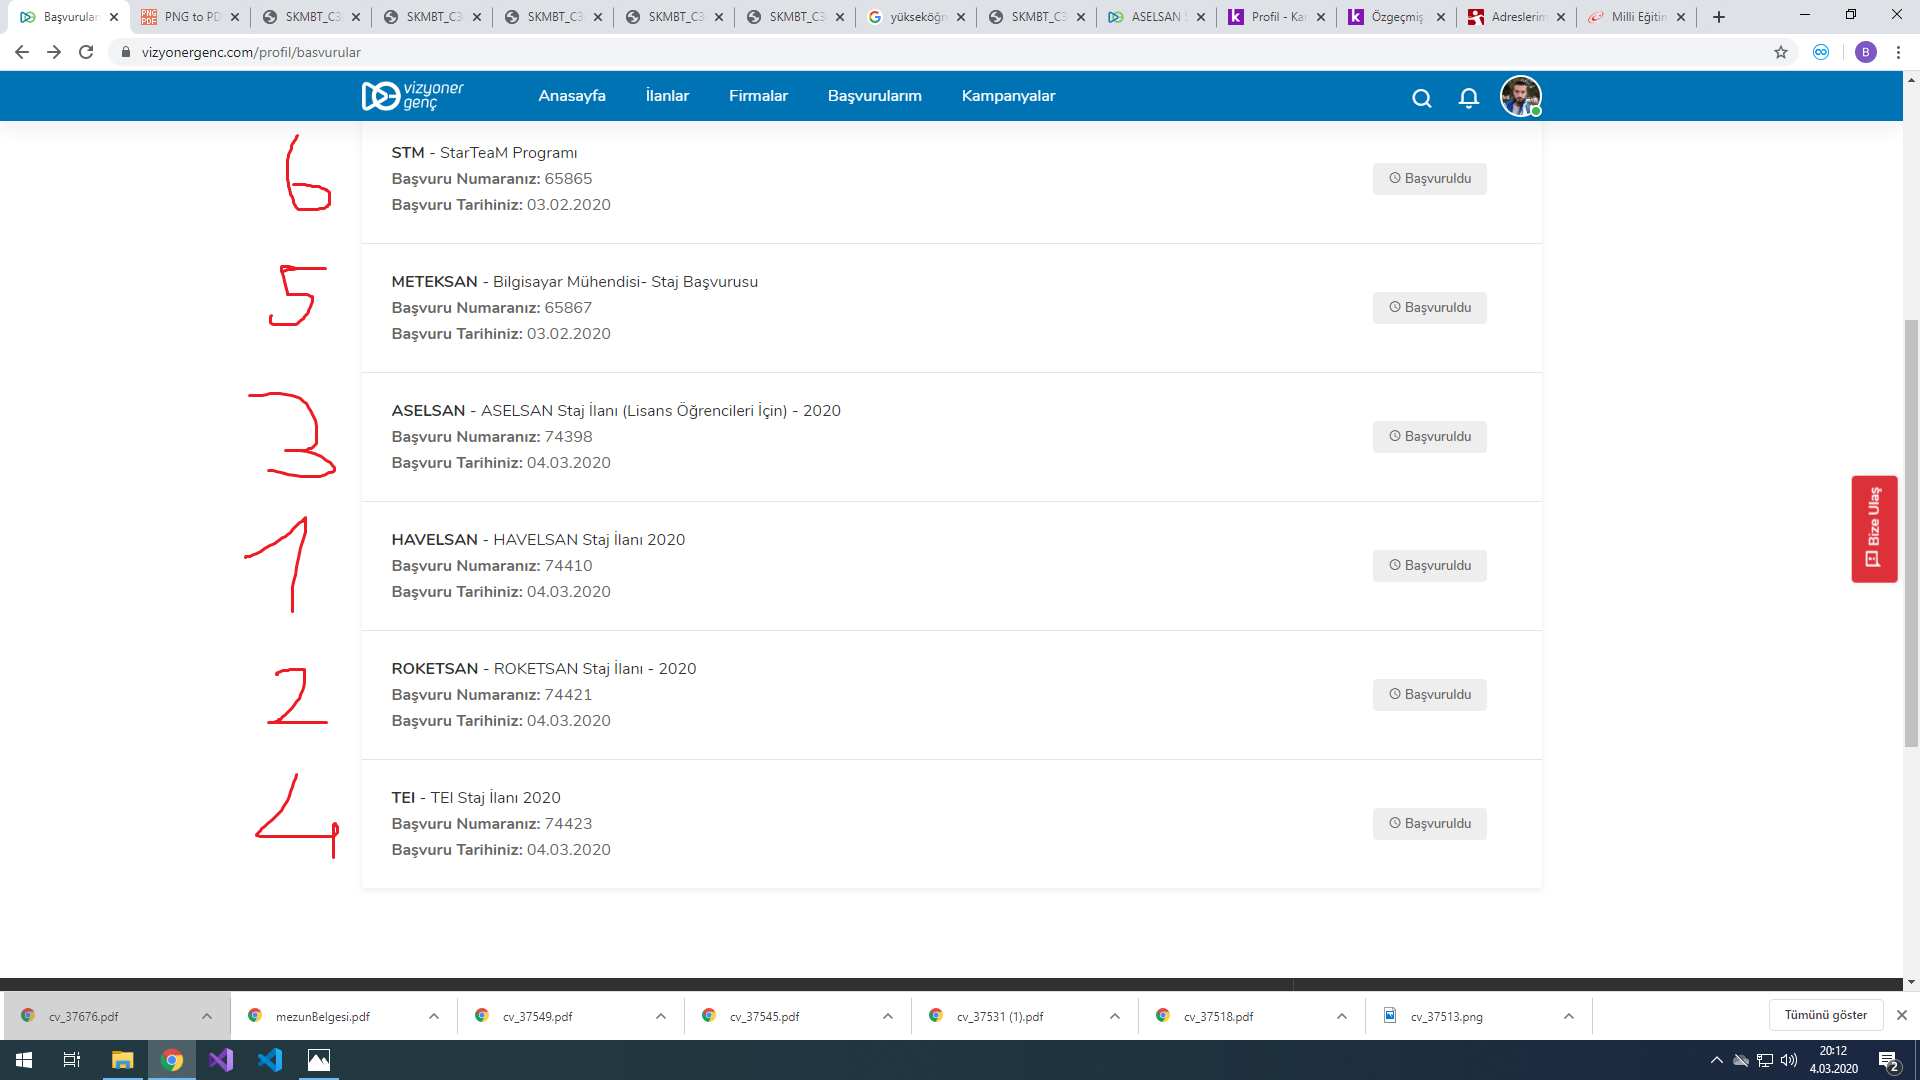 Başvurular
PNG to PD
SKMBT_C3
SKMBT_C3
SKMBT_C3
SKMBT_C3
SKMBT_C3
yükseköğr
SKMBT_C3
ASELSAN S
Profil - Kar
Özgeçmiş
Adreslerim
Milli Eğitim
vizyonergenc.com/profil/basvurular
B
vizyoner
genç
Anasayfa
İlanlar
Firmalar
Başvurularım
Kampanyalar
6
STM - StarTeaM Programı
Başvuru Numaranız: 65865
Başvuru Tarihiniz: 03.02.2020
Başvuruldu
5
METEKSAN - Bilgisayar Mühendisi- Staj Başvurusu
Başvuru Numaranız: 65867
Başvuru Tarihiniz: 03.02.2020
Başvuruldu
3
ASELSAN - ASELSAN Staj İlanı (Lisans Öğrencileri İçin) - 2020
Başvuru Numaranız: 74398
Başvuru Tarihiniz: 04.03.2020
Başvuruldu
1
HAVELSAN - HAVELSAN Staj İlanı 2020
Başvuru Numaranız: 74410
Başvuru Tarihiniz: 04.03.2020
Başvuruldu
2
ROKETSAN - ROKETSAN Staj İlanı - 2020
Başvuru Numaranız: 74421
Başvuru Tarihiniz: 04.03.2020
Başvuruldu
4
TEI - TEI Staj İlanı 2020
Başvuru Numaranız: 74423
Başvuru Tarihiniz: 04.03.2020
Başvuruldu
Bize Ulaş
cv_37676.pdf
mezunBelgesi.pdf
cv_37549.pdf
cv_37545.pdf
cv_37531 (1).pdf
cv_37518.pdf
cv_37513.png
Tümünü göster
20:12
4.03.2020
2